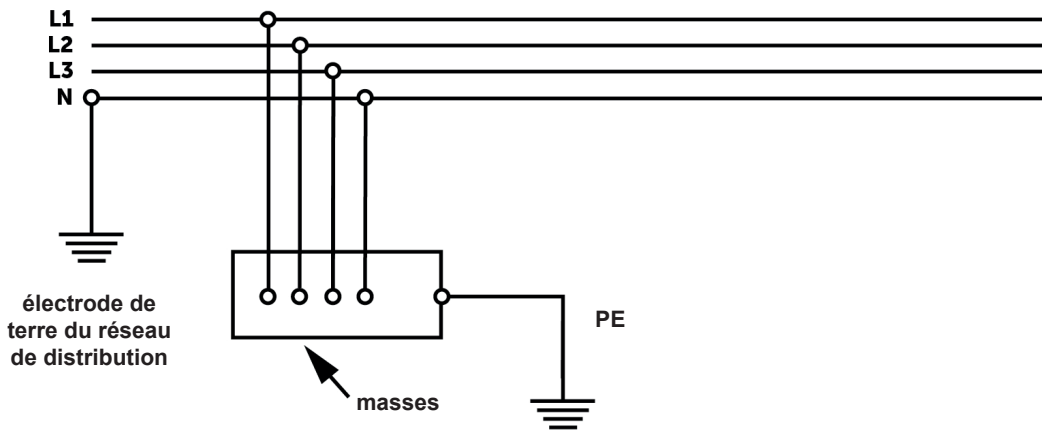 L1
L2
L3
N
électrode de
terre du réseau
de distribution
PE
masses